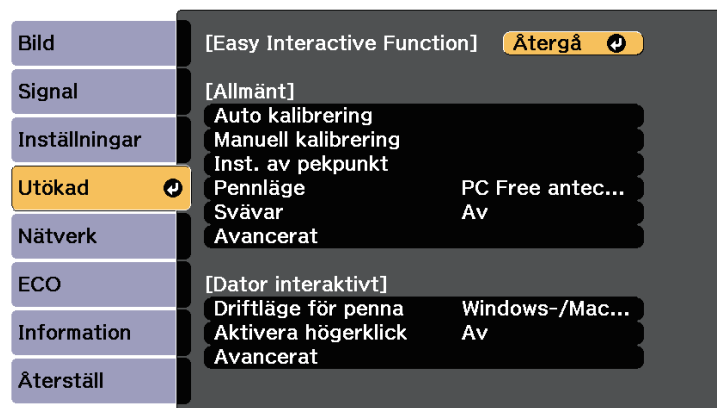 Bild
Signal
Inställningar
Utökad
Nätverk
ECO
Information
Återställ
[Easy Interactive Function] Återgå
[Allmänt]
Auto kalibrering
Manuell kalibrering
Inst. av pekpunkt
Pennläge PC Free antec...
Svävar Av
Avancerat
[Dator interaktivt]
Driftläge för penna Windows-/Mac...
Aktivera högerklick Av
Avancerat